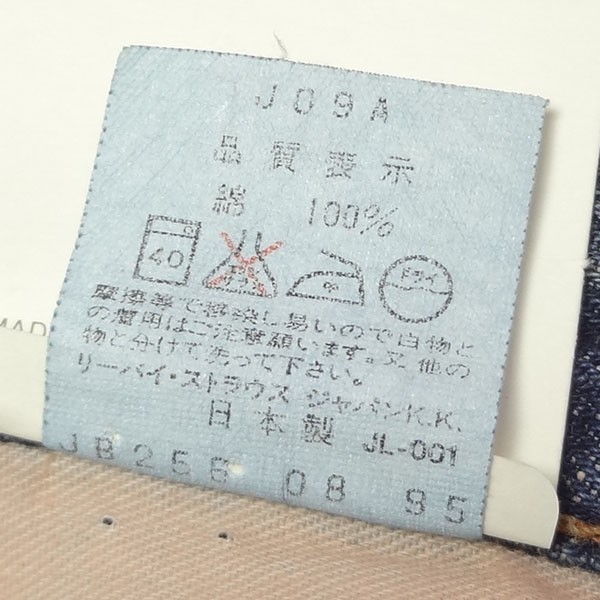 J09A
品質表示
綿 100%
40
摩擦等で移染し易いので白物と
の着用はご注意願います。又 他の
物と分けて洗って下さい。
リーバイ・ストラウス ジャパンK.K.
日本製 JL-001
JB256 08 95